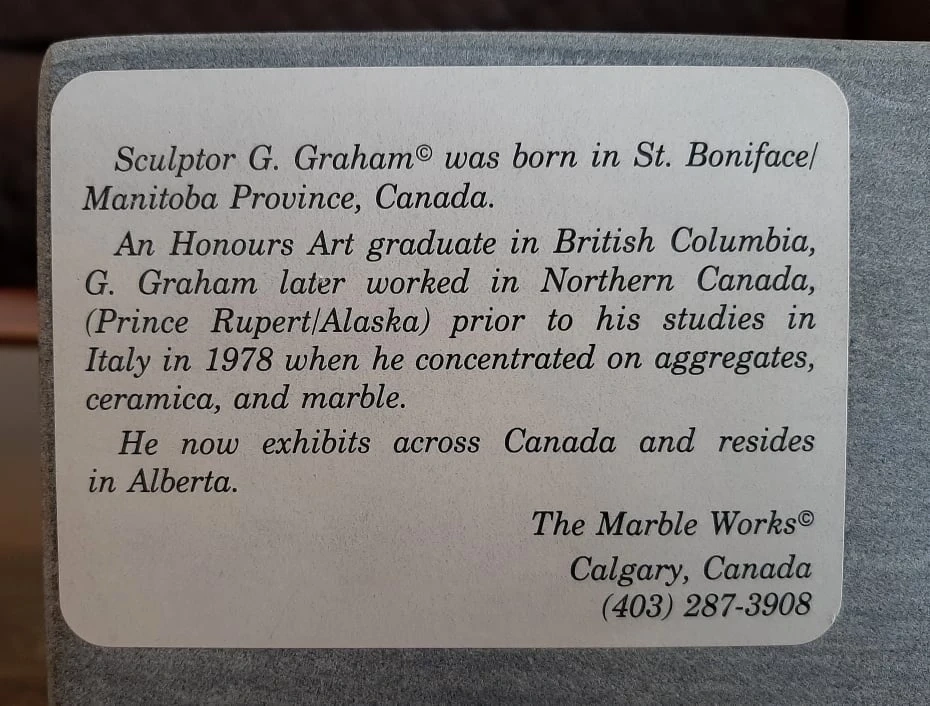 Sculptor G. Graham© was born in St. Boniface/
Manitoba Province, Canada.
An Honours Art graduate in British Columbia,
G. Graham later worked in Northern Canada,
(Prince Rupert/Alaska) prior to his studies in
Italy in 1978 when he concentrated on aggregates,
ceramica, and marble.
He now exhibits across Canada and resides
in Alberta.
The Marble Works©
Calgary, Canada
(403) 287-3908